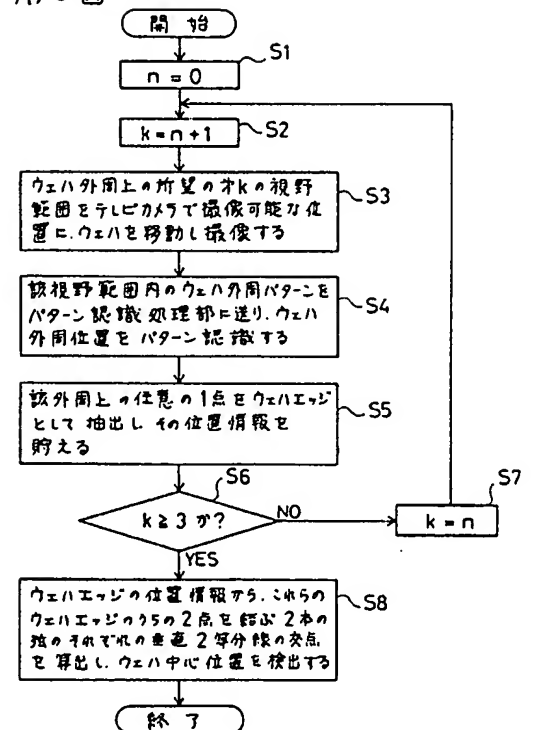 開 始
S1
n = 0
S2
k = n + 1
ウェハ外周上の所望の才kの視野
範囲をテレビカメラで撮像可能な位
置に、ウェハを移動し撮像する
S3
該視野範囲内のウェハ外周パターンを
パターン認識処理部に送り、ウェハ
外周位置をパターン認識する
S4
該外周上の任意の1点をウェハエッジ
として抽出しその位置情報を
貯える
S5
S6
k ≧ 3 か?
NO
S7
k = n
YES
ウェハエッジの位置情報から、これらの
ウェハエッジのうちの2点を結ぶ2本の
弦のそれぞれの垂直2等分線の交点
を算出し、ウェハ中心位置を検出する
S8
終 了